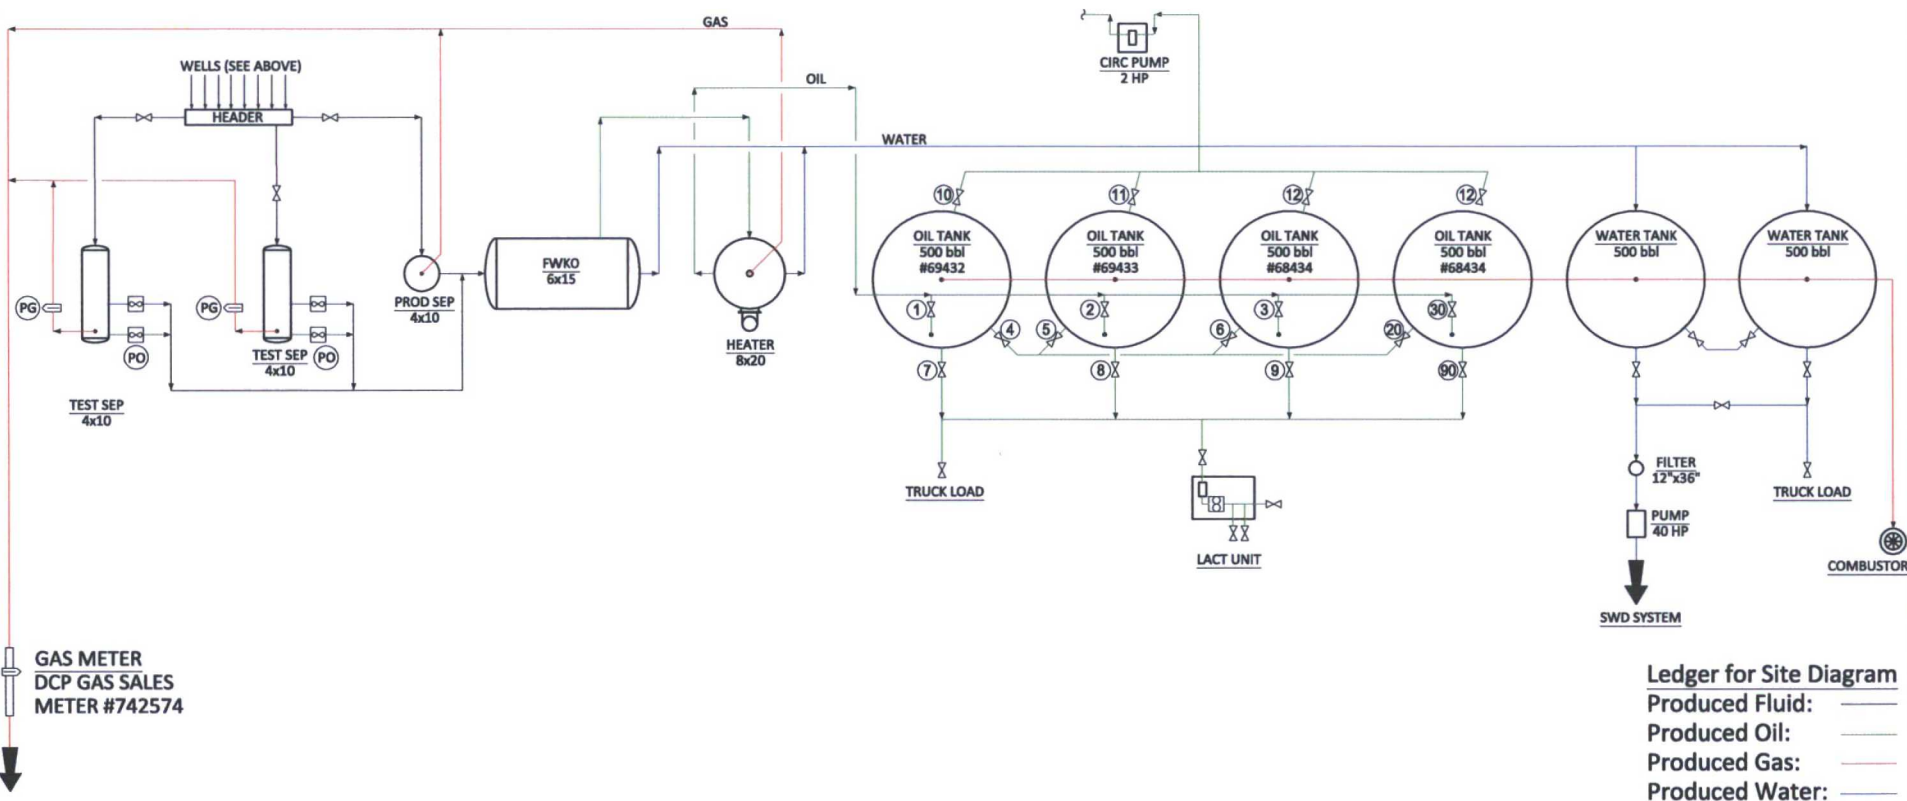 GAS
WELLS (SEE ABOVE)
HEADER
CIRC PUMP
2 HP
OIL
WATER
10
11
12
12
OIL TANK
500 bbl
#69432
OIL TANK
500 bbl
#69433
OIL TANK
500 bbl
#68434
OIL TANK
500 bbl
#68434
WATER TANK
500 bbl
WATER TANK
500 bbl
FWKO
6x15
PG
PG
PROD SEP
4x10
HEATER
8x20
TEST SEP
4x10
PO
PO
TEST SEP
4x10
1
2
3
30
4
5
6
20
7
8
9
90
TRUCK LOAD
LACT UNIT
FILTER
12"x36"
PUMP
40 HP
SWD SYSTEM
TRUCK LOAD
COMBUSTOR
GAS METER
DCP GAS SALES
METER #742574
Ledger for Site Diagram
Produced Fluid:
Produced Oil:
Produced Gas:
Produced Water: